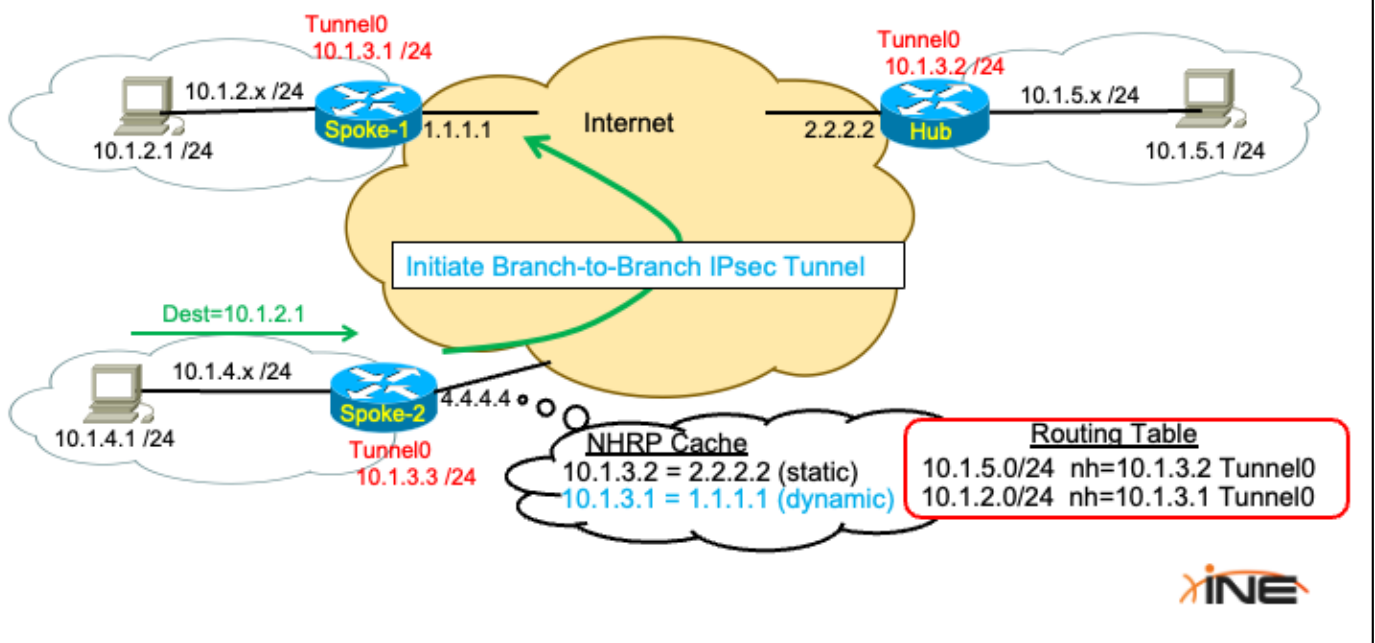 Tunnel0
10.1.3.1 /24
10.1.2.x /24
Spoke-1
1.1.1.1
10.1.2.1 /24
Internet
Tunnel0
10.1.3.2 /24
2.2.2.2
Hub
10.1.5.x /24
10.1.5.1 /24
Initiate Branch-to-Branch IPsec Tunnel
Dest=10.1.2.1
10.1.4.x /24
Spoke-2
4.4.4.4
10.1.4.1 /24
Tunnel0
10.1.3.3 /24
NHRP Cache
10.1.3.2 = 2.2.2.2 (static)
10.1.3.1 = 1.1.1.1 (dynamic)
Routing Table
10.1.5.0/24 nh=10.1.3.2 Tunnel0
10.1.2.0/24 nh=10.1.3.1 Tunnel0
INE